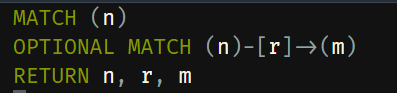 MATCH (n)
OPTIONAL MATCH (n)-[r]->(m)
RETURN n, r, m